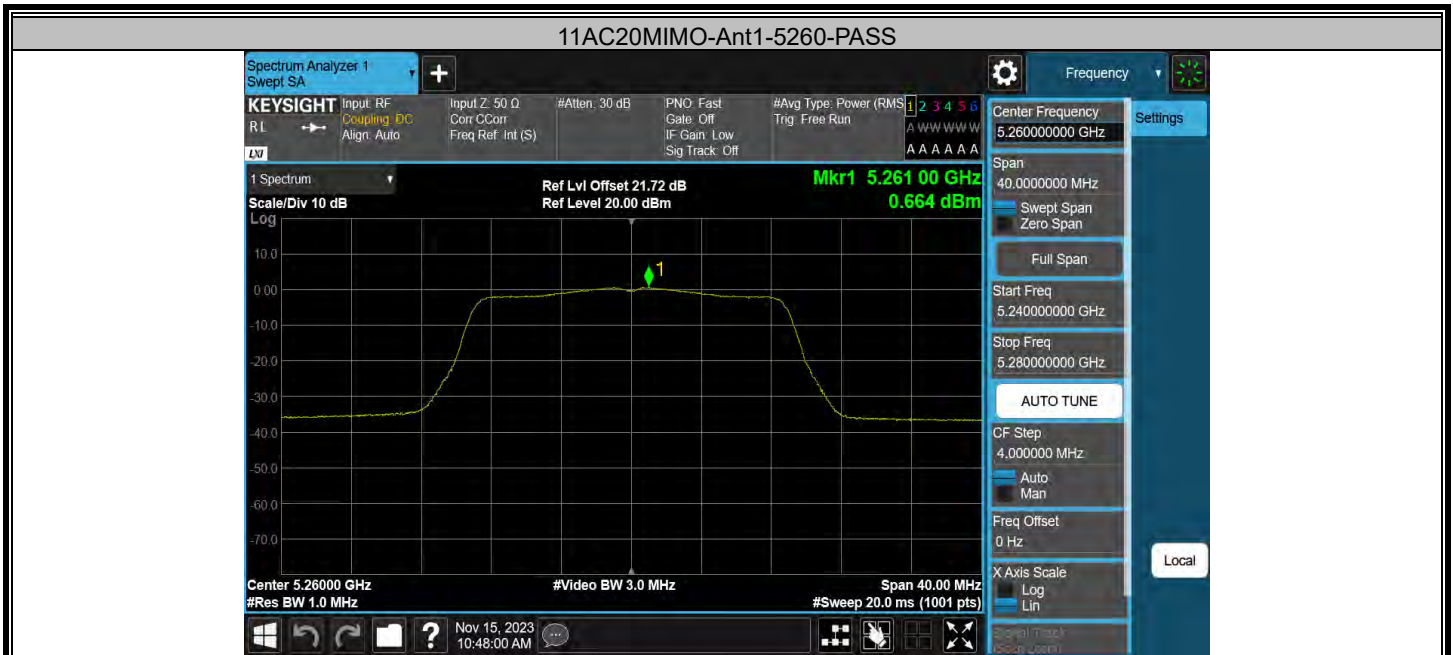 11AC20MIMO-Ant1-5260-PASS
Spectrum Analyzer 1
Swept SA
+
Frequency
KEYSIGHT
RL
LXI
Input: RF
Coupling: DC
Align: Auto
Input Z: 50 Ω
Corr CCorr
Freq Ref: Int (S)
#Atten: 30 dB
PNO: Fast
Gate: Off
IF Gain: Low
Sig Track: Off
#Avg Type: Power (RMS
Trig: Free Run
1 2 3 4 5 6
A W W W W W
A A A A A A
1 Spectrum
Scale/Div 10 dB
Log
Ref Lvl Offset 21.72 dB
Ref Level 20.00 dBm
Mkr1 5.261 00 GHz
0.664 dBm
10.0
0.00
-10.0
-20.0
-30.0
-40.0
-50.0
-60.0
-70.0
1
Center 5.26000 GHz
#Res BW 1.0 MHz
#Video BW 3.0 MHz
Span 40.00 MHz
#Sweep 20.0 ms (1001 pts)
Center Frequency
5.260000000 GHz
Settings
Span
40.0000000 MHz
Swept Span
Zero Span
Full Span
Start Freq
5.240000000 GHz
Stop Freq
5.280000000 GHz
AUTO TUNE
CF Step
4.000000 MHz
Auto
Man
Freq Offset
0 Hz
X Axis Scale
Log
Lin
Signal Track
(Span Zoom)
Local
?
Nov 15, 2023
10:48:00 AM